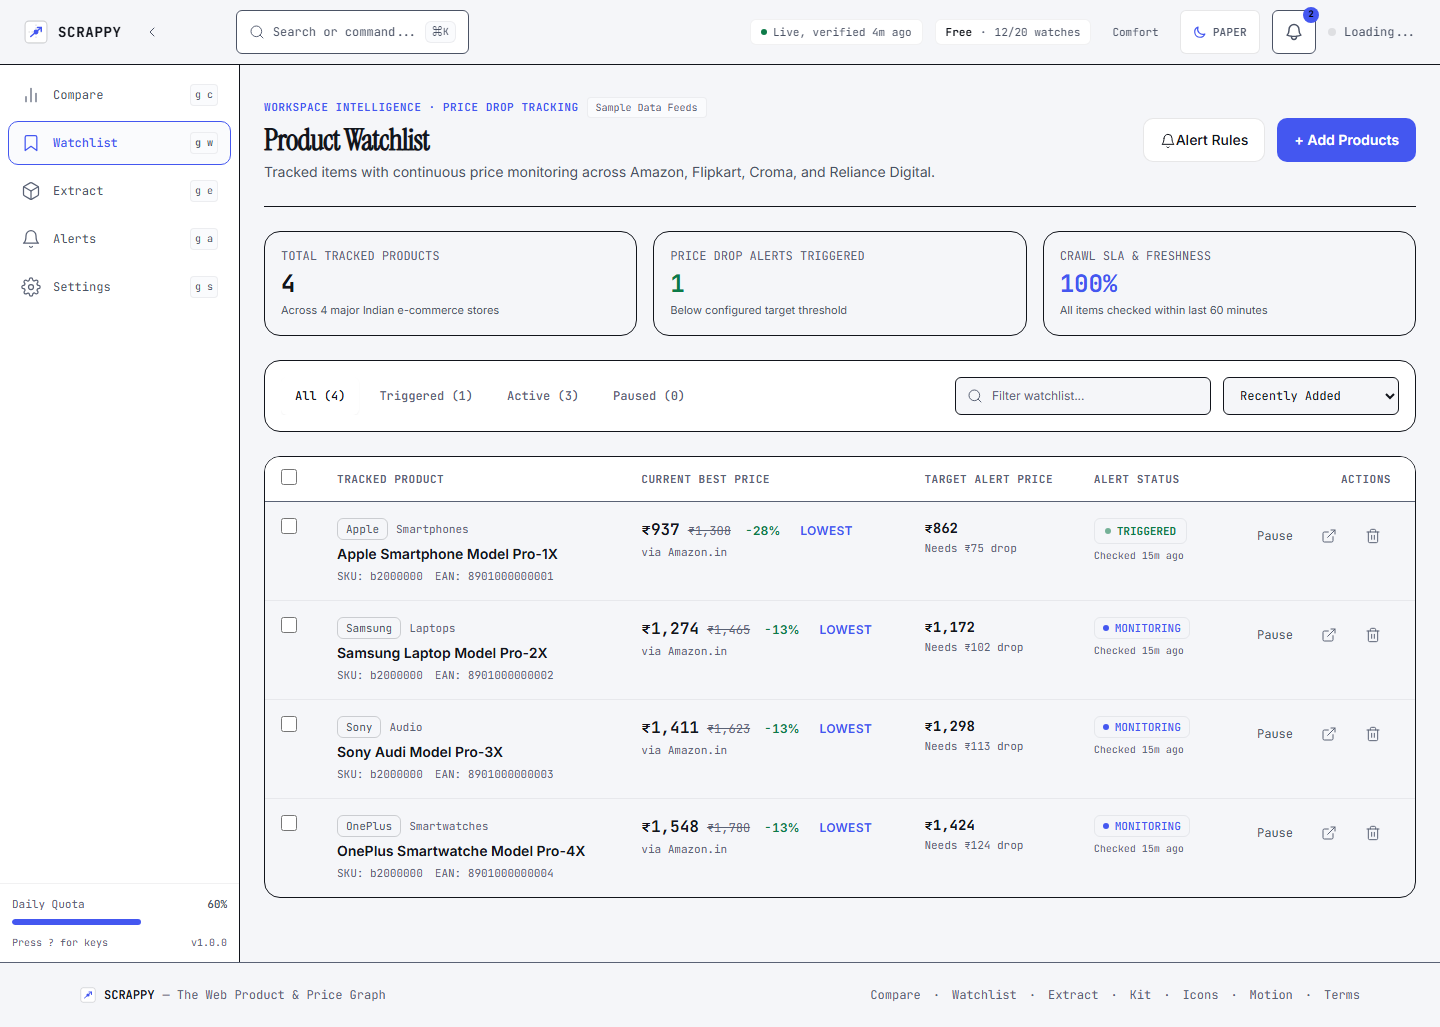 SCRAPPY
Search or command... ⌘K
Live, verified 4m ago
Free · 12/20 watches
Comfort
PAPER
2
Loading...
Compare g c
Watchlist g w
Extract g e
Alerts g a
Settings g s
Daily Quota 60%
Press ? for keys v1.0.0
WORKSPACE INTELLIGENCE · PRICE DROP TRACKING Sample Data Feeds
Product Watchlist
Tracked items with continuous price monitoring across Amazon, Flipkart, Croma, and Reliance Digital.
Alert Rules
+ Add Products
TOTAL TRACKED PRODUCTS
4
Across 4 major Indian e-commerce stores
PRICE DROP ALERTS TRIGGERED
1
Below configured target threshold
CRAWL SLA & FRESHNESS
100%
All items checked within last 60 minutes
All (4) Triggered (1) Active (3) Paused (0)
Filter watchlist...
Recently Added
TRACKED PRODUCT CURRENT BEST PRICE TARGET ALERT PRICE ALERT STATUS ACTIONS
Apple Smartphones
Apple Smartphone Model Pro-1X
SKU: b2000000 EAN: 8901000000001
₹937 ₹1,308 -28% LOWEST
via Amazon.in
₹862
Needs ₹75 drop
TRIGGERED
Checked 15m ago
Pause
Samsung Laptops
Samsung Laptop Model Pro-2X
SKU: b2000000 EAN: 8901000000002
₹1,274 ₹1,465 -13% LOWEST
via Amazon.in
₹1,172
Needs ₹102 drop
MONITORING
Checked 15m ago
Pause
Sony Audio
Sony Audi Model Pro-3X
SKU: b2000000 EAN: 8901000000003
₹1,411 ₹1,623 -13% LOWEST
via Amazon.in
₹1,298
Needs ₹113 drop
MONITORING
Checked 15m ago
Pause
OnePlus Smartwatches
OnePlus Smartwatche Model Pro-4X
SKU: b2000000 EAN: 8901000000004
₹1,548 ₹1,780 -13% LOWEST
via Amazon.in
₹1,424
Needs ₹124 drop
MONITORING
Checked 15m ago
Pause
SCRAPPY — The Web Product & Price Graph
Compare · Watchlist · Extract · Kit · Icons · Motion · Terms